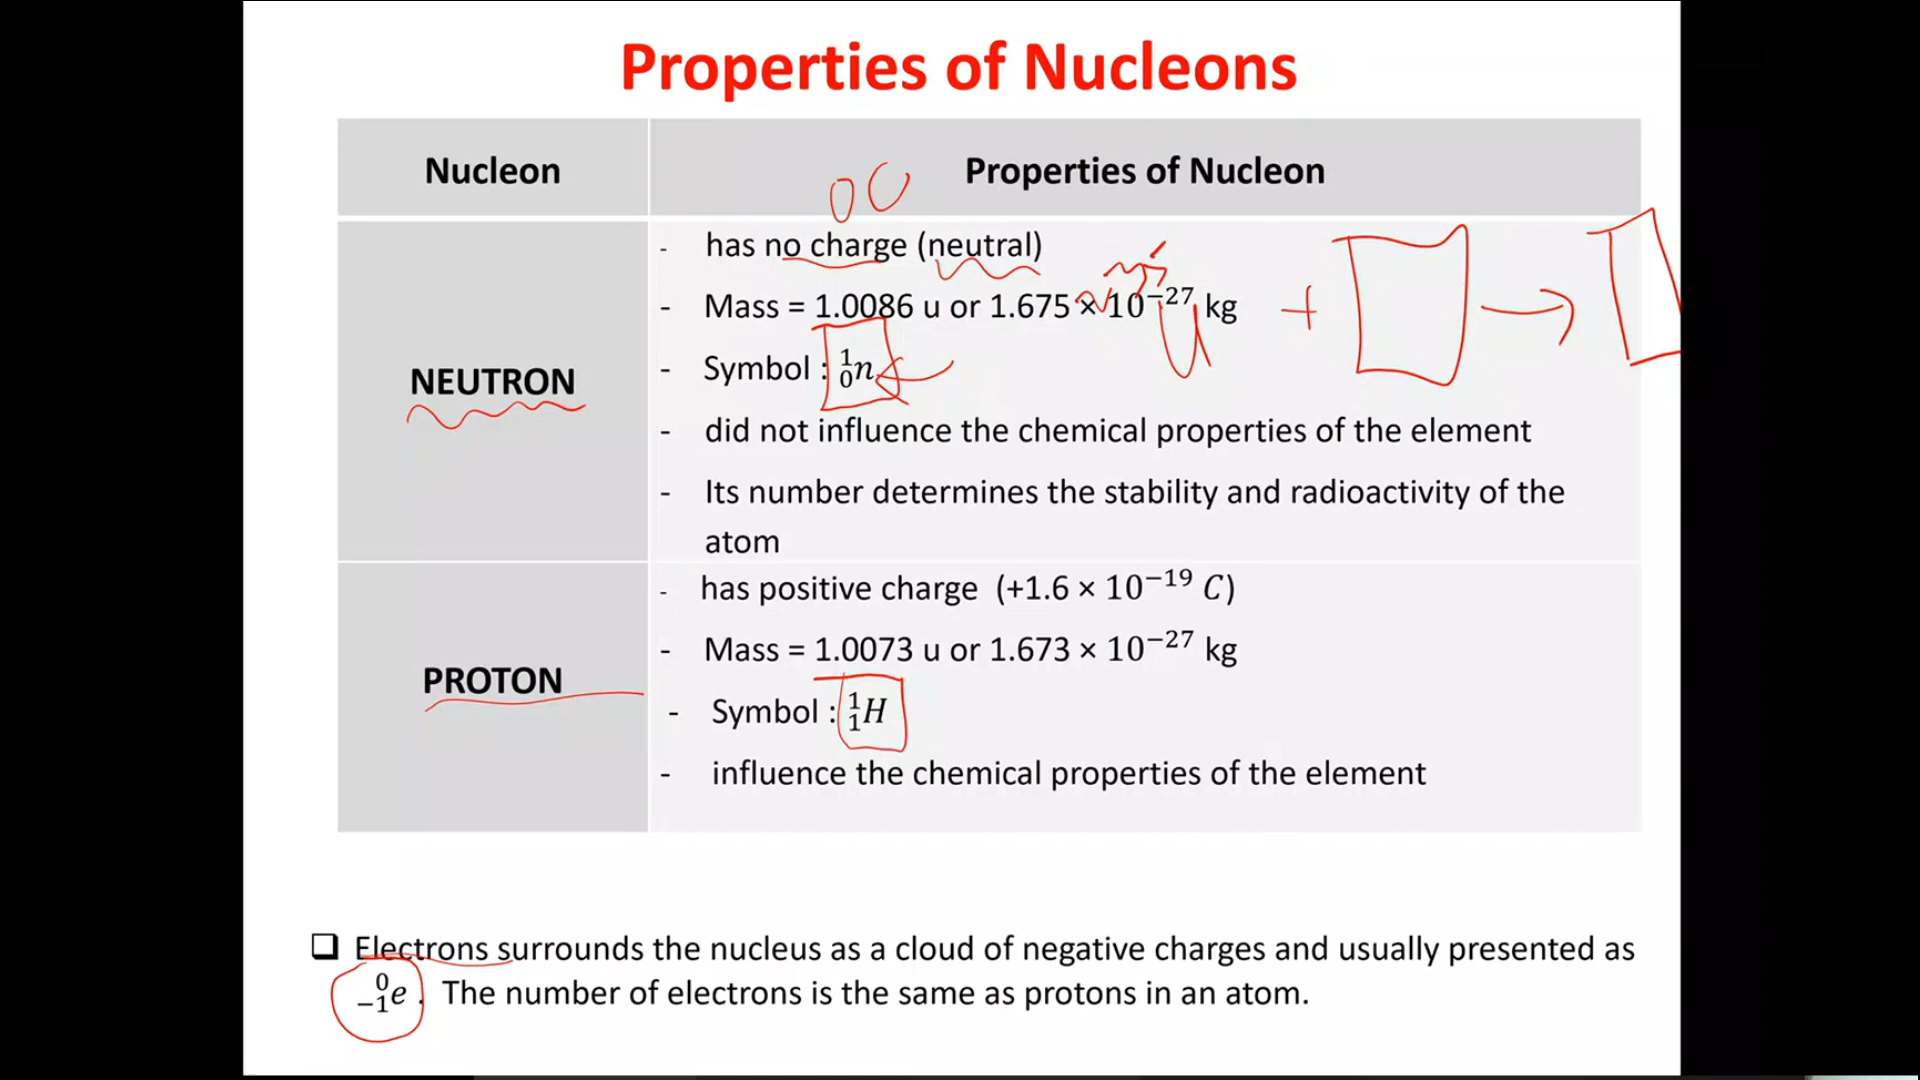 Properties of Nucleons
Nucleon
Properties of Nucleon
0 C
NEUTRON
- has no charge (neutral)
- Mass = 1.0086 u or 1.675 × 10⁻²⁷ kg
- Symbol : ¹₀n
- did not influence the chemical properties of the element
- Its number determines the stability and radioactivity of the
atom
+ →
PROTON
- has positive charge (+1.6 × 10⁻¹⁹ C)
- Mass = 1.0073 u or 1.673 × 10⁻²⁷ kg
- Symbol : ¹₁H
- influence the chemical properties of the element
❑ Electrons surrounds the nucleus as a cloud of negative charges and usually presented as
⁰₋₁e . The number of electrons is the same as protons in an atom.